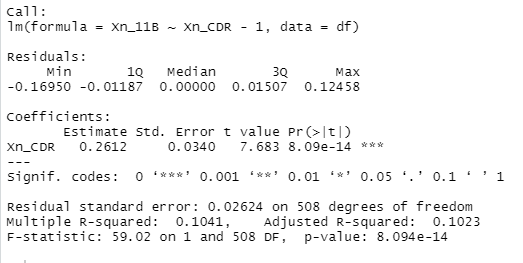 Call:
lm(formula = Xn_11B ~ Xn_CDR - 1, data = df)
Residuals:
Min 1Q Median 3Q Max
-0.16950 -0.01187 0.00000 0.01507 0.12458
Coefficients:
Estimate Std. Error t value Pr(>|t|)
Xn_CDR 0.2612 0.0340 7.683 8.09e-14 ***
---
Signif. codes: 0 ‘***’ 0.001 ‘**’ 0.01 ‘*’ 0.05 ‘.’ 0.1 ‘ ’ 1
Residual standard error: 0.02624 on 508 degrees of freedom
Multiple R-squared: 0.1041, Adjusted R-squared: 0.1023
F-statistic: 59.02 on 1 and 508 DF, p-value: 8.094e-14